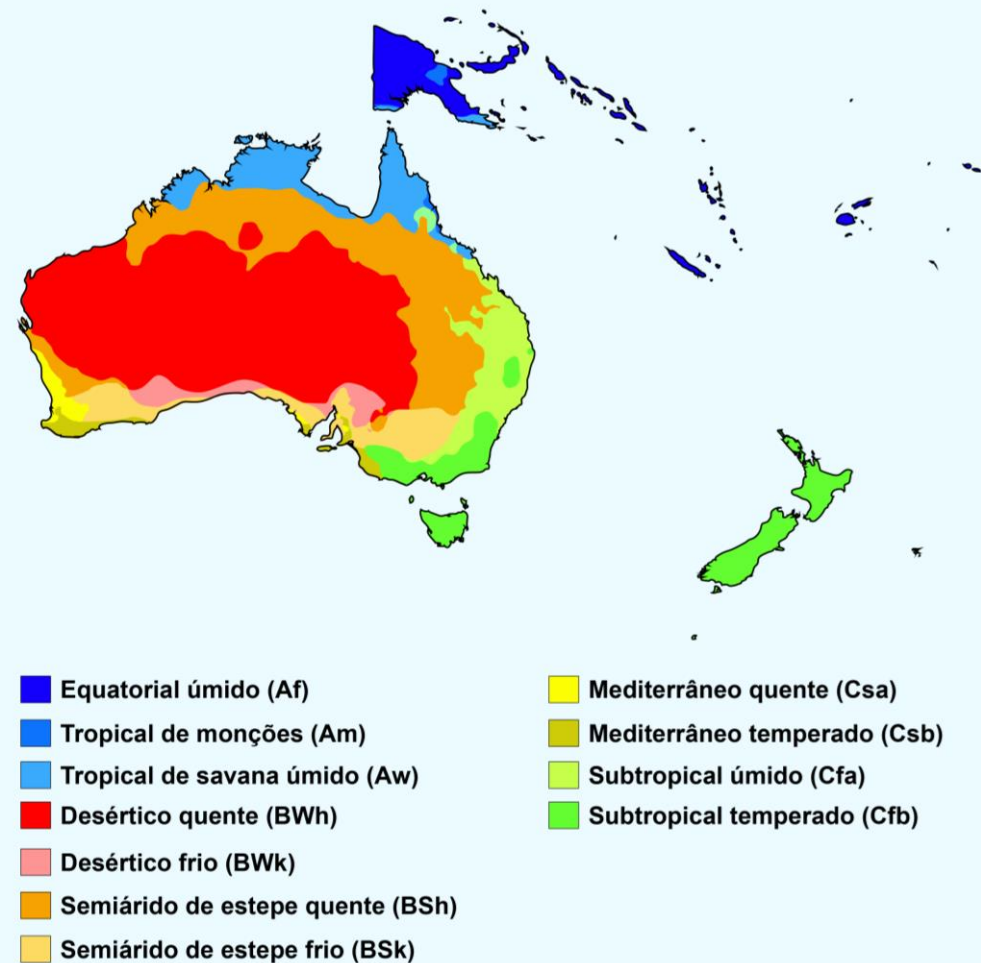 Equatorial úmido (Af)
Tropical de monções (Am)
Tropical de savana úmido (Aw)
Desértico quente (BWh)
Desértico frio (BWk)
Semiárido de estepe quente (BSh)
Semiárido de estepe frio (BSk)
Mediterrâneo quente (Csa)
Mediterrâneo temperado (Csb)
Subtropical úmido (Cfa)
Subtropical temperado (Cfb)